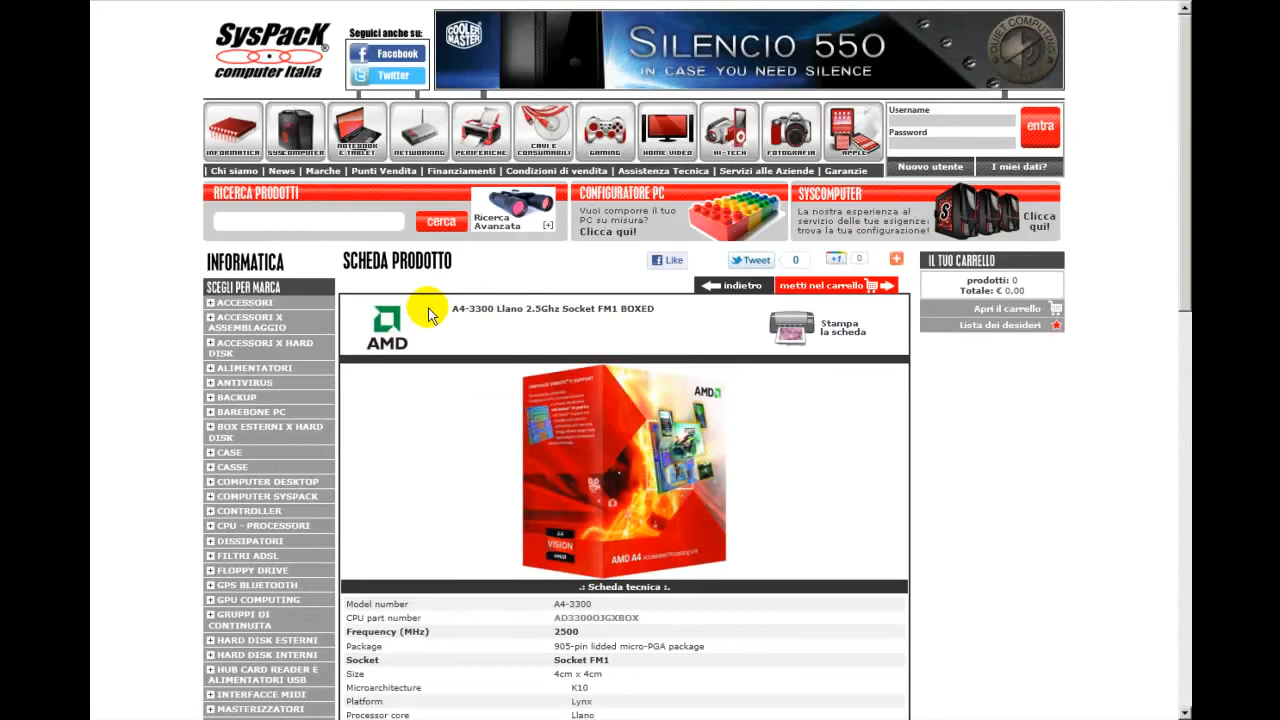 SysPacK®
computer Italia
Seguici anche su:
Facebook
Twitter
COOLER MASTER
SILENCIO 550
IN CASE YOU NEED SILENCE
QUIET COMPUTING
INFORMATICA
SYSCOMPUTER
NOTEBOOK E TABLET
NETWORKING
PERIFERICHE
CAVI E CONSUMABILI
GAMING
HOME VIDEO
HI-TECH
FOTOGRAFIA
APPLE
Username
Password
entra
Nuovo utente | I miei dati?
| Chi siamo | News | Marche | Punti Vendita | Finanziamenti | Condizioni di vendita | Assistenza Tecnica | Servizi alle Aziende | Garanzie
RICERCA PRODOTTI
cerca
Ricerca Avanzata [+]
CONFIGURATORE PC
Vuoi comporre il tuo
PC su misura?
Clicca qui!
SYSCOMPUTER
La nostra esperienza al
servizio delle tue esigenze:
trova la tua configurazione!
Clicca qui!
INFORMATICA
SCEGLI PER MARCA
ACCESSORI
ACCESSORI X
ASSEMBLAGGIO
ACCESSORI X HARD
DISK
ALIMENTATORI
ANTIVIRUS
BACKUP
BAREBONE PC
BOX ESTERNI X HARD
DISK
CASE
CASSE
COMPUTER DESKTOP
COMPUTER SYSPACK
CONTROLLER
CPU - PROCESSORI
DISSIPATORI
FILTRI ADSL
FLOPPY DRIVE
GPS BLUETOOTH
GPU COMPUTING
GRUPPI DI
CONTINUITA
HARD DISK ESTERNI
HARD DISK INTERNI
HUB CARD READER E
ALIMENTATORI USB
INTERFACCE MIDI
MASTERIZZATORI
SCHEDA PRODOTTO
Like
Tweet 0
+1 0
indietro
metti nel carrello
AMD
A4-3300 Llano 2.5Ghz Socket FM1 BOXED
Stampa
la scheda
AMD
A4
VISION
AMD
AMD A4 Accelerated Processing Unit
.: Scheda tecnica :.
Model number A4-3300
CPU part number AD3300OJGXBOX
Frequency (MHz) 2500
Package 905-pin lidded micro-PGA package
Socket Socket FM1
Size 4cm x 4cm
Microarchitecture K10
Platform Lynx
Processor core Llano
IL TUO CARRELLO
prodotti: 0
Totale: € 0,00
Apri il carrello
Lista dei desideri